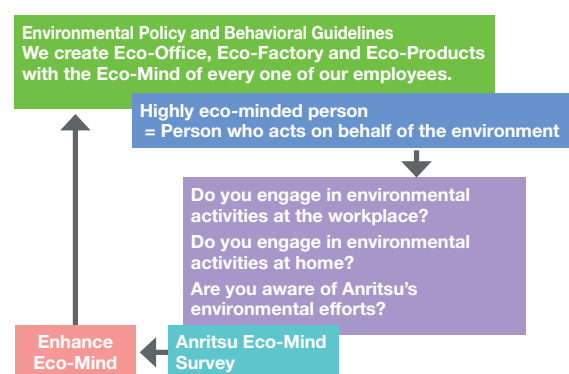 Environmental Policy and Behavioral Guidelines
We create Eco-Office, Eco-Factory and Eco-Products
with the Eco-Mind of every one of our employees.
Highly eco-minded person
= Person who acts on behalf of the environment
Do you engage in environmental
activities at the workplace?
Do you engage in environmental
activities at home?
Are you aware of Anritsu's
environmental efforts?
Anritsu Eco-Mind
Survey
Enhance
Eco-Mind